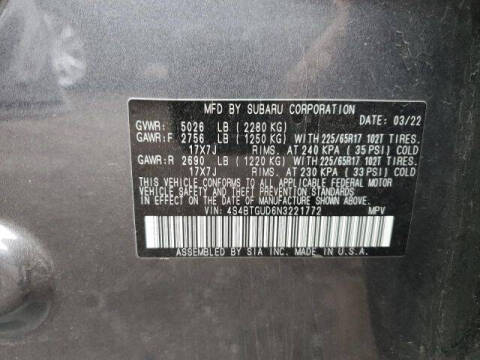 MFD BY SUBARU CORPORATION DATE: 03/22
GVWR: 5026 LB (2280 KG)
GAWR:F 2756 LB (1250 KG) WITH 225/65R17 102T TIRES.
17X7J RIMS. AT 240 KPA (35 PSI) COLD
GAWR:R 2690 LB (1220 KG) WITH 225/65R17 102T TIRES.
17X7J RIMS. AT 230 KPA (33 PSI) COLD
THIS VEHICLE CONFORMS TO ALL APPLICABLE FEDERAL MOTOR
VEHICLE SAFETY AND THEFT PREVENTION STANDARDS
IN EFFECT ON THE DATE OF MANUFACTURE SHOWN ABOVE.
VIN: 4S4BTGUD6N3221772 MPV
ASSEMBLED BY SIA INC. MADE IN U.S.A.